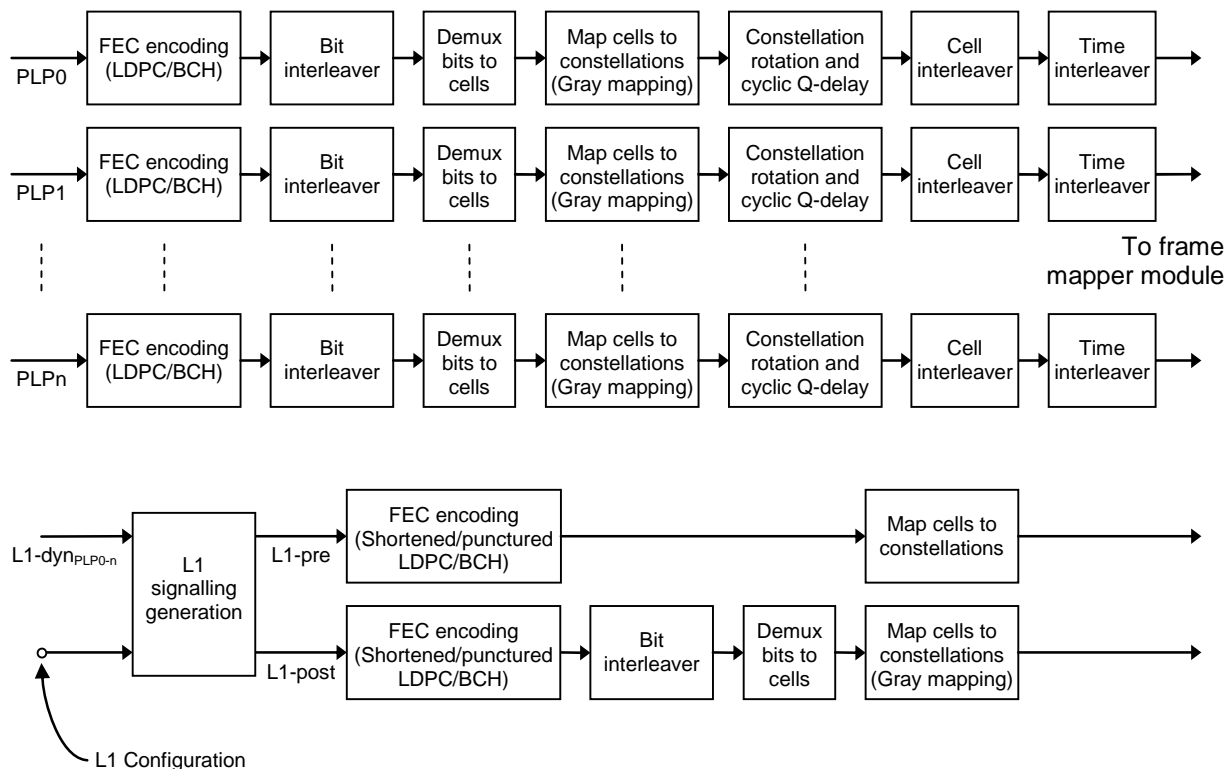 PLP0
FEC encoding
(LDPC/BCH)
Bit
interleaver
Demux
bits to
cells
Map cells to
constellations
(Gray mapping)
Constellation
rotation and
cyclic Q-delay
Cell
interleaver
Time
interleaver
PLP1
FEC encoding
(LDPC/BCH)
Bit
interleaver
Demux
bits to
cells
Map cells to
constellations
(Gray mapping)
Constellation
rotation and
cyclic Q-delay
Cell
interleaver
Time
interleaver
To frame
mapper module
PLPn
FEC encoding
(LDPC/BCH)
Bit
interleaver
Demux
bits to
cells
Map cells to
constellations
(Gray mapping)
Constellation
rotation and
cyclic Q-delay
Cell
interleaver
Time
interleaver
L1-dynPLP0-n
L1
signalling
generation
L1-pre
FEC encoding
(Shortened/punctured
LDPC/BCH)
Map cells to
constellations
L1-post
FEC encoding
(Shortened/punctured
LDPC/BCH)
Bit
interleaver
Demux
bits to
cells
Map cells to
constellations
(Gray mapping)
L1 Configuration